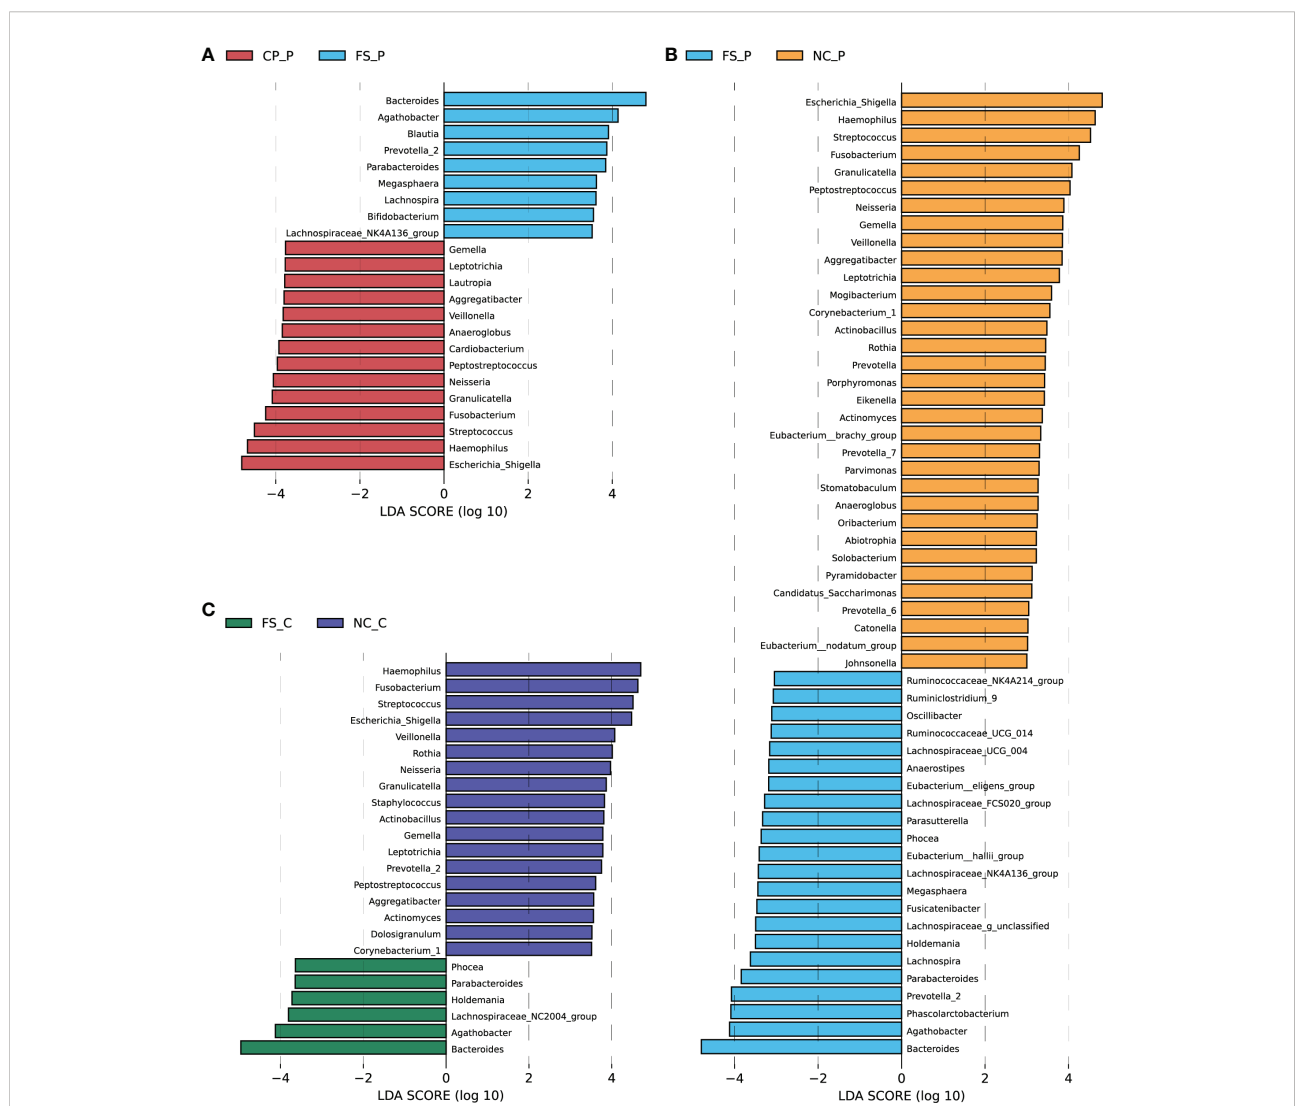 A CP_P FS_P
Bacteroides
Agathobacter
Blautia
Prevotella_2
Parabacteroides
Megasphaera
Lachnospira
Bifidobacterium
Lachnospiraceae_NK4A136_group
Gemella
Leptotrichia
Lautropia
Aggregatibacter
Veillonella
Anaeroglobus
Cardiobacterium
Peptostreptococcus
Neisseria
Granulicatella
Fusobacterium
Streptococcus
Haemophilus
Escherichia_Shigella
−4 −2 0 2 4
LDA SCORE (log 10)
B FS_P NC_P
Escherichia_Shigella
Haemophilus
Streptococcus
Fusobacterium
Granulicatella
Peptostreptococcus
Neisseria
Gemella
Veillonella
Aggregatibacter
Leptotrichia
Mogibacterium
Corynebacterium_1
Actinobacillus
Rothia
Prevotella
Porphyromonas
Eikenella
Actinomyces
Eubacterium__brachy_group
Prevotella_7
Parvimonas
Stomatobaculum
Anaeroglobus
Oribacterium
Abiotrophia
Solobacterium
Pyramidobacter
Candidatus_Saccharimonas
Prevotella_6
Catonella
Eubacterium__nodatum_group
Johnsonella
Ruminococcaceae_NK4A214_group
Ruminiclostridium_9
Oscillibacter
Ruminococcaceae_UCG_014
Lachnospiraceae_UCG_004
Anaerostipes
Eubacterium__eligens_group
Lachnospiraceae_FCS020_group
Parasutterella
Phocea
Eubacterium__hallii_group
Lachnospiraceae_NK4A136_group
Megasphaera
Fusicatenibacter
Lachnospiraceae_g_unclassified
Holdemania
Lachnospira
Parabacteroides
Prevotella_2
Phascolarctobacterium
Agathobacter
Bacteroides
−4 −2 0 2 4
LDA SCORE (log 10)
C FS_C NC_C
Haemophilus
Fusobacterium
Streptococcus
Escherichia_Shigella
Veillonella
Rothia
Neisseria
Granulicatella
Staphylococcus
Actinobacillus
Gemella
Leptotrichia
Prevotella_2
Peptostreptococcus
Aggregatibacter
Actinomyces
Dolosigranulum
Corynebacterium_1
Phocea
Parabacteroides
Holdemania
Lachnospiraceae_NC2004_group
Agathobacter
Bacteroides
−4 −2 0 2 4
LDA SCORE (log 10)